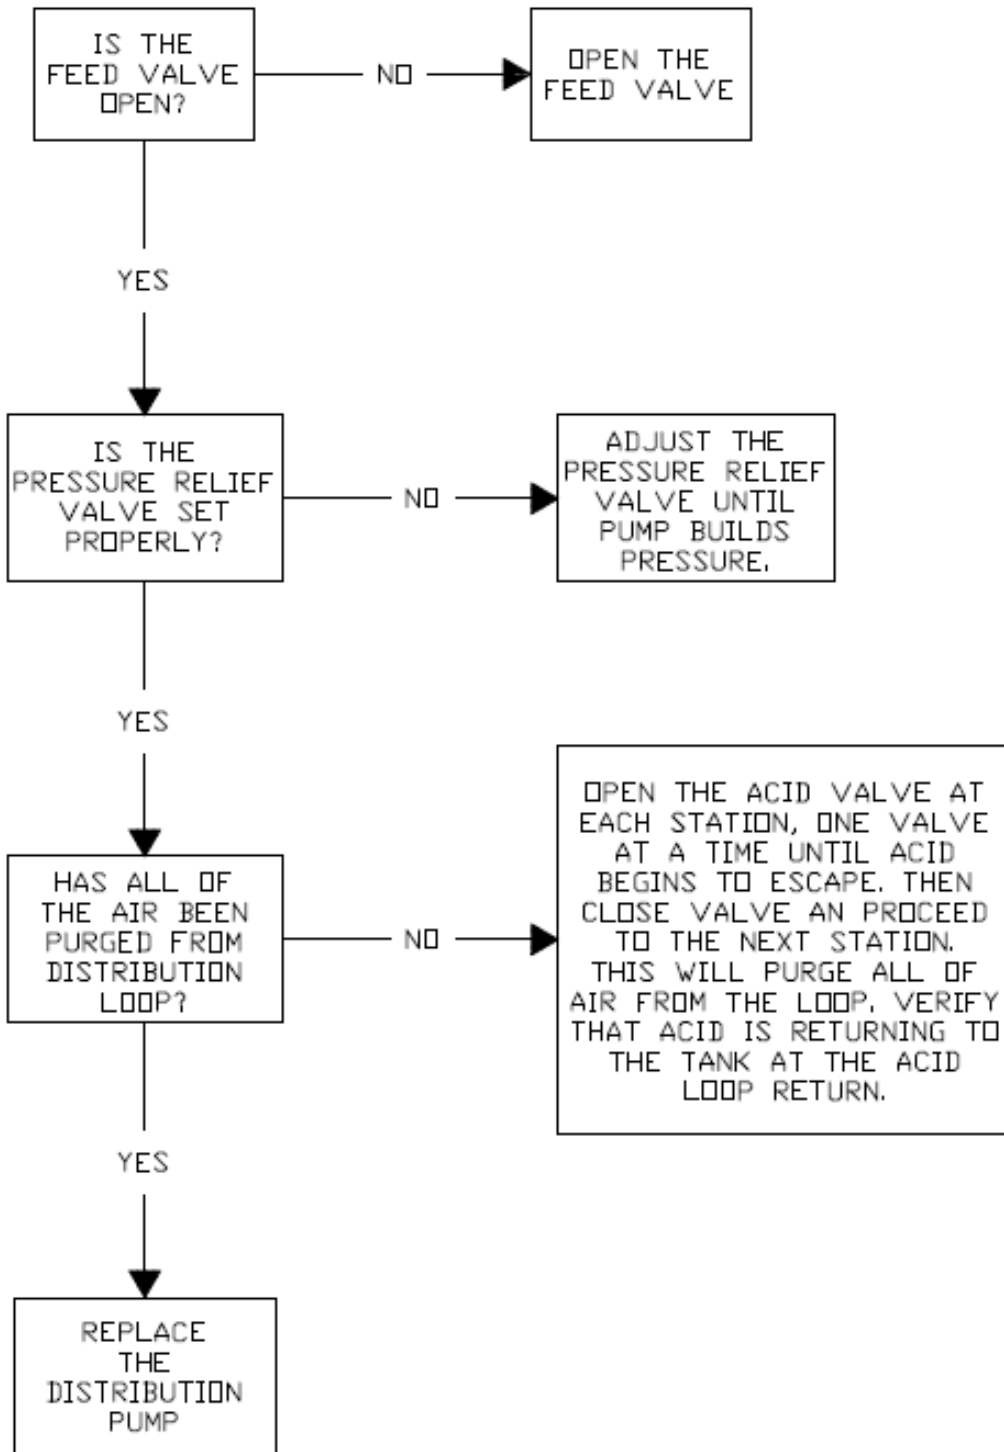 IS THE
FEED VALVE
OPEN?
NO
OPEN THE
FEED VALVE
YES
IS THE
PRESSURE RELIEF
VALVE SET
PROPERLY?
NO
ADJUST THE
PRESSURE RELIEF
VALVE UNTIL
PUMP BUILDS
PRESSURE.
YES
HAS ALL OF
THE AIR BEEN
PURGED FROM
DISTRIBUTION
LOOP?
NO
OPEN THE ACID VALVE AT
EACH STATION, ONE VALVE
AT A TIME UNTIL ACID
BEGINS TO ESCAPE. THEN
CLOSE VALVE AN PROCEED
TO THE NEXT STATION.
THIS WILL PURGE ALL OF
AIR FROM THE LOOP. VERIFY
THAT ACID IS RETURNING TO
THE TANK AT THE ACID
LOOP RETURN.
YES
REPLACE
THE
DISTRIBUTION
PUMP